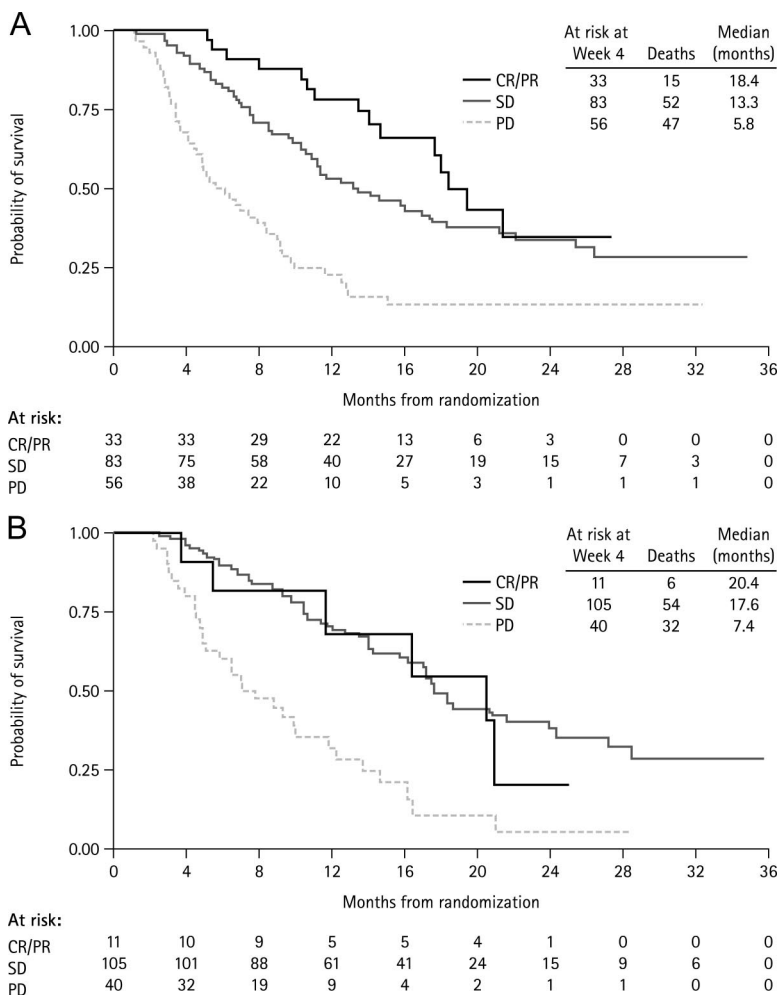 A
At risk at Median
Week 4 Deaths (months)
CR/PR 33 15 18.4
SD 83 52 13.3
PD 56 47 5.8
Probability of survival
1.00
0.75
0.50
0.25
0.00
0 4 8 12 16 20 24 28 32 36
Months from randomization
At risk:
CR/PR 33 33 29 22 13 6 3 0 0 0
SD 83 75 58 40 27 19 15 7 3 0
PD 56 38 22 10 5 3 1 1 1 0
B
At risk at Median
Week 4 Deaths (months)
CR/PR 11 6 20.4
SD 105 54 17.6
PD 40 32 7.4
Probability of survival
1.00
0.75
0.50
0.25
0.00
0 4 8 12 16 20 24 28 32 36
Months from randomization
At risk:
CR/PR 11 10 9 5 5 4 1 0 0 0
SD 105 101 88 61 41 24 15 9 6 0
PD 40 32 19 9 4 2 1 1 0 0